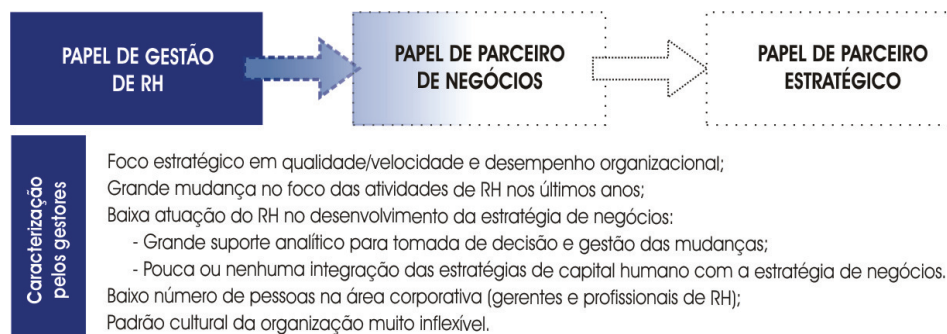 PAPEL DE GESTÃO
DE RH
PAPEL DE PARCEIRO
DE NEGÓCIOS
PAPEL DE PARCEIRO
ESTRATÉGICO
Caracterização
pelos gestores
Foco estratégico em qualidade/velocidade e desempenho organizacional;
Grande mudança no foco das atividades de RH nos últimos anos;
Baixa atuação do RH no desenvolvimento da estratégia de negócios:
- Grande suporte analítico para tomada de decisão e gestão das mudanças;
- Pouca ou nenhuma integração das estratégias de capital humano com a estratégia de negócios.
Baixo número de pessoas na área corporativa (gerentes e profissionais de RH);
Padrão cultural da organização muito inflexível.